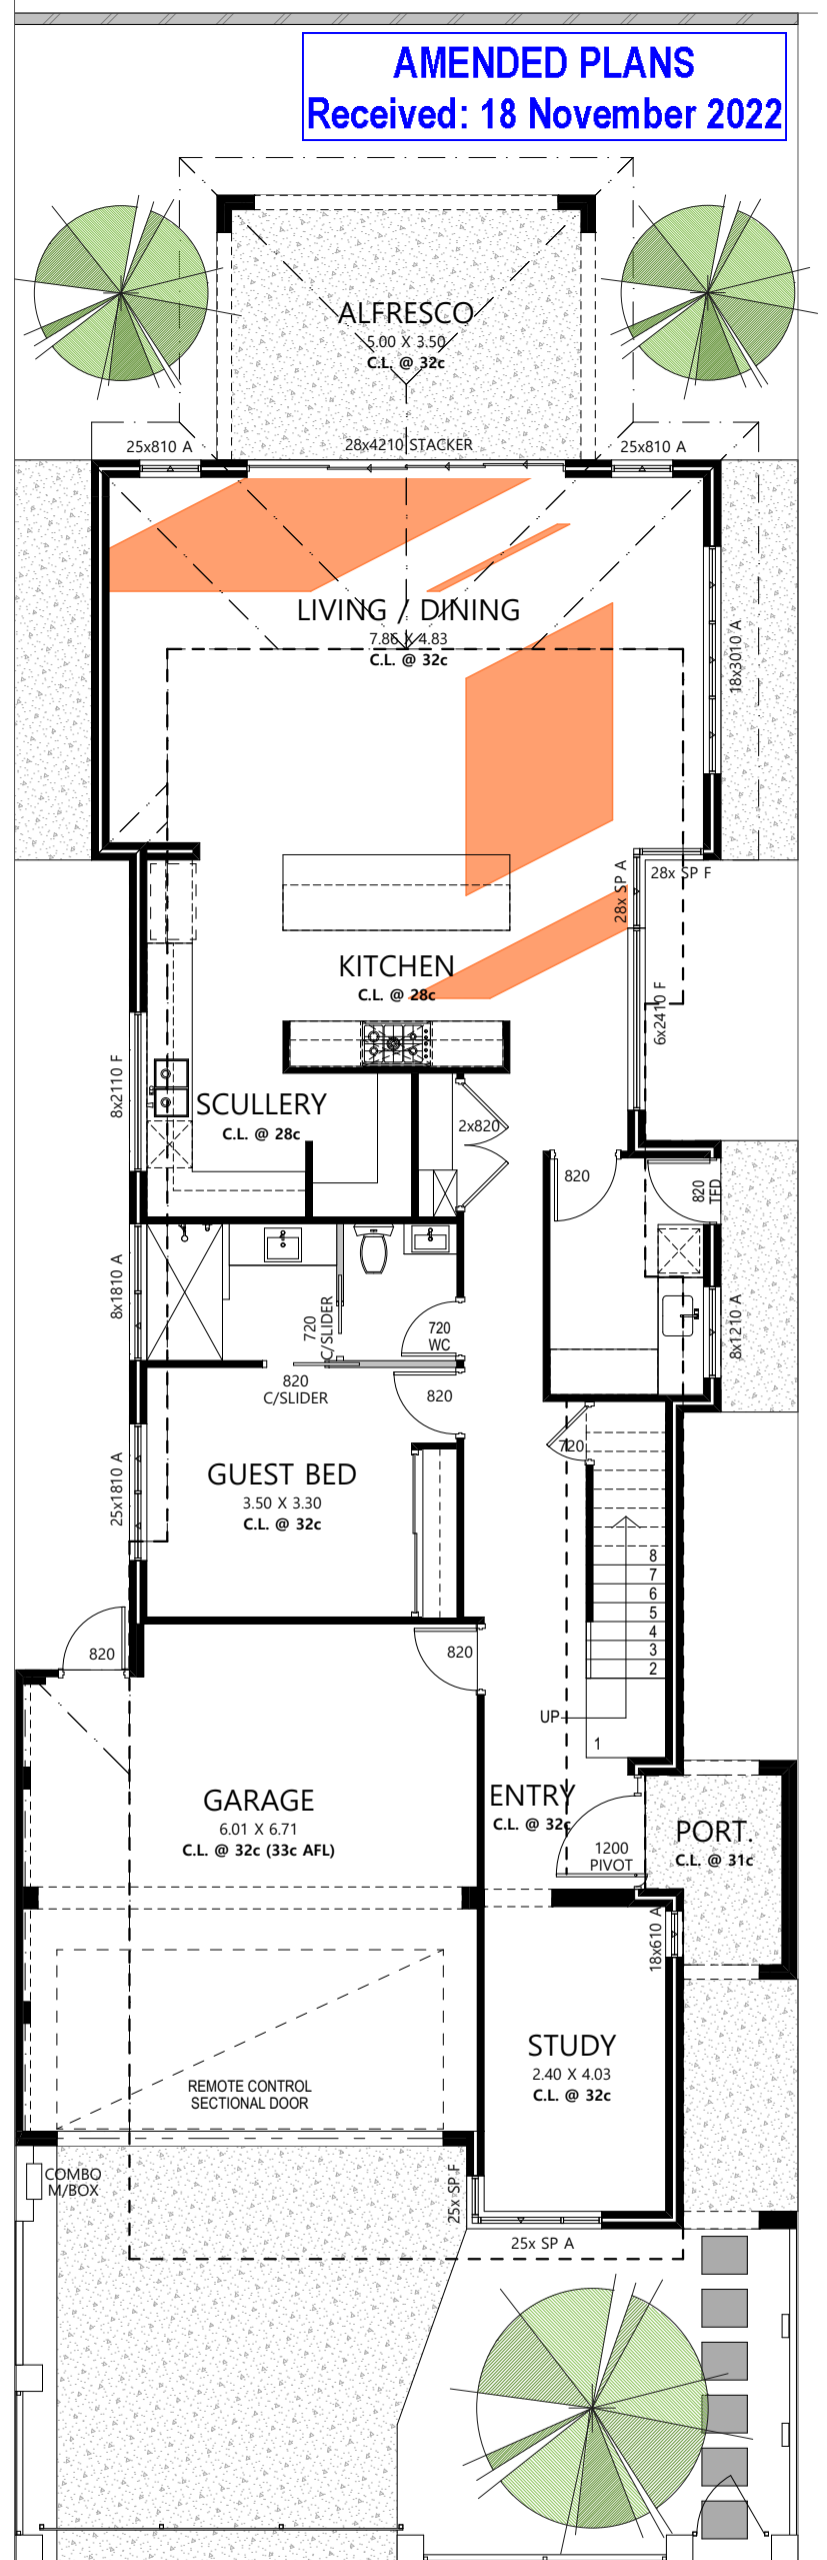 AMENDED PLANS
Received: 18 November 2022
ALFRESCO
5.00 X 3.50
C.L. @ 32c
25x810 A
28x4210 STACKER
25x810 A
LIVING / DINING
7.86 X 4.83
C.L. @ 32c
18x3010 A
28x SP A
28x SP F
KITCHEN
C.L. @ 28c
6x2410 F
8x2110 F
SCULLERY
C.L. @ 28c
2x820
820
820
TFD
8x1810 A
720
C/SLIDER
720
WC
8x1210 A
820
C/SLIDER
820
720
GUEST BED
3.50 X 3.30
C.L. @ 32c
25x1810 A
8
7
6
5
4
3
2
820
820
UP
1
GARAGE
6.01 X 6.71
C.L. @ 32c (33c AFL)
ENTRY
C.L. @ 32c
1200
PIVOT
PORT.
C.L. @ 31c
18x610 A
STUDY
2.40 X 4.03
C.L. @ 32c
REMOTE CONTROL
SECTIONAL DOOR
COMBO
M/BOX
25x SP F
25x SP A